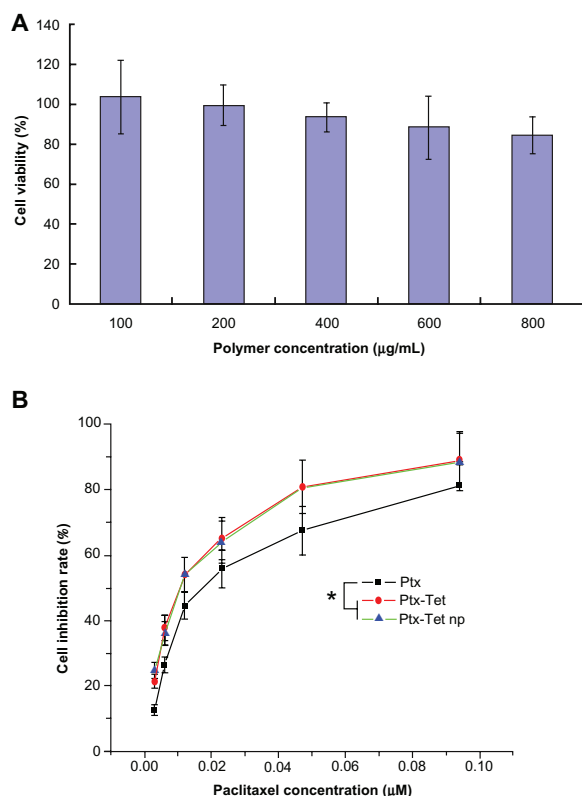 A
140
120
100
80
60
40
20
0
Cell viability (%)
100 200 400 600 800
Polymer concentration (µg/mL)
B
100
80
60
40
20
0
Cell inhibition rate (%)
* Ptx
Ptx-Tet
Ptx-Tet np
0.00 0.02 0.04 0.06 0.08 0.10
Paclitaxel concentration (µM)